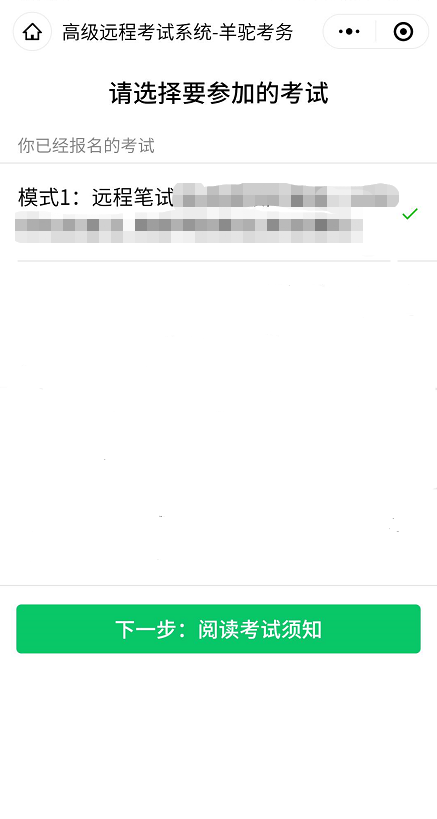 高级远程考试系统-羊驼考务
请选择要参加的考试
你已经报名的考试
模式1：远程笔试
下一步：阅读考试须知